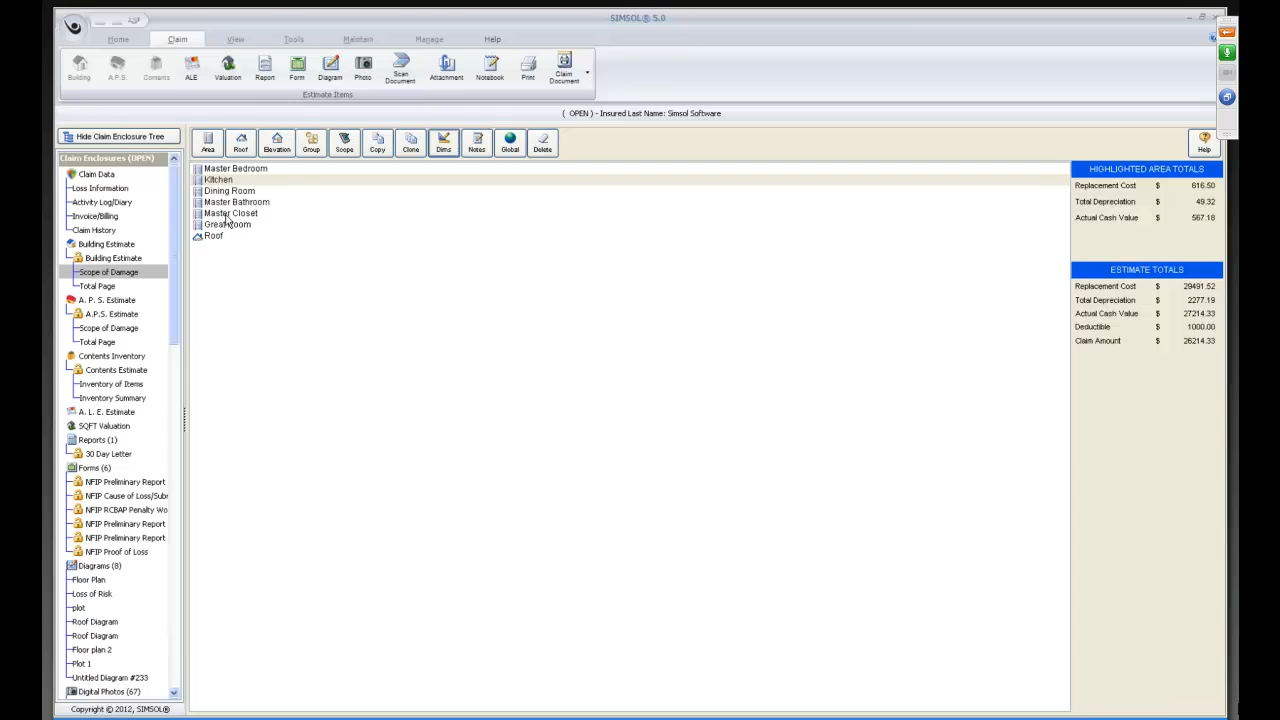 SIMSOL® 5.0
Home Claim View Tools Maintain Manage Help
Building A.P.S. Contents ALE Valuation Report Form Diagram Photo Scan Document Attachment Notebook Print Claim Document
Estimate Items
( OPEN ) - Insured Last Name: Simsol Software
Hide Claim Enclosure Tree
Area Roof Elevation Group Scope Copy Clone Dims Notes Global Delete Help
Claim Enclosures (OPEN)
Claim Data
Loss Information
Activity Log/Diary
Invoice/Billing
Claim History
Building Estimate
Building Estimate
Scope of Damage
Total Page
A. P. S. Estimate
A.P.S. Estimate
Scope of Damage
Total Page
Contents Inventory
Contents Estimate
Inventory of Items
Inventory Summary
A. L. E. Estimate
SQFT Valuation
Reports (1)
30 Day Letter
Forms (6)
NFIP Preliminary Report
NFIP Cause of Loss/Subr
NFIP RCBAP Penalty Wo
NFIP Preliminary Report
NFIP Preliminary Report
NFIP Proof of Loss
Diagrams (8)
Floor Plan
Loss of Risk
plot
Roof Diagram
Roof Diagram
Floor plan 2
Plot 1
Untitled Diagram #233
Digital Photos (67)
Copyright © 2012, SIMSOL®
Master Bedroom
Kitchen
Dining Room
Master Bathroom
Master Closet
Great room
Roof
HIGHLIGHTED AREA TOTALS
Replacement Cost $ 616.50
Total Depreciation $ 49.32
Actual Cash Value $ 567.18
ESTIMATE TOTALS
Replacement Cost $ 29491.52
Total Depreciation $ 2277.19
Actual Cash Value $ 27214.33
Deductible $ 1000.00
Claim Amount $ 26214.33